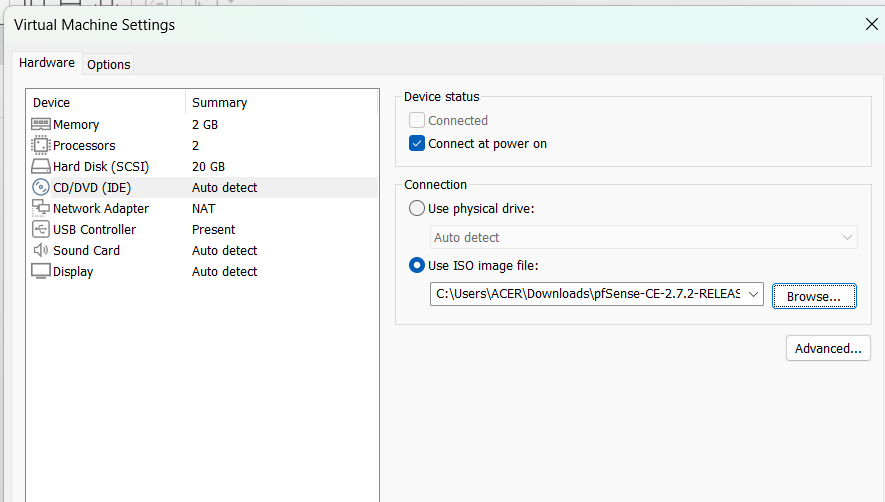 Virtual Machine Settings
Hardware Options
Device Summary
Memory 2 GB
Processors 2
Hard Disk (SCSI) 20 GB
CD/DVD (IDE) Auto detect
Network Adapter NAT
USB Controller Present
Sound Card Auto detect
Display Auto detect
Device status
Connected
Connect at power on
Connection
Use physical drive:
Auto detect
Use ISO image file:
C:\Users\ACER\Downloads\pfSense-CE-2.7.2-RELEAS
Browse...
Advanced...